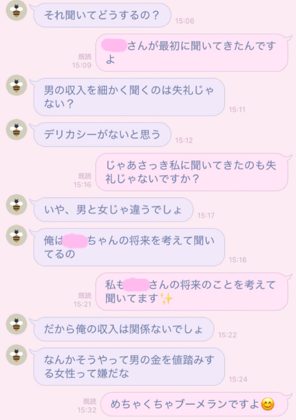 それ聞いてどうするの？
15:06
さんが最初に聞いてきたんです
よ
既読
15:09
男の収入を細かく聞くのは失礼じゃ
ない？
15:11
デリカシーがないと思う
15:12
じゃあさっき私に聞いてきたのも失
礼じゃないですか？
既読
15:16
いや、男と女じゃ違うでしょ
15:17
俺は ちゃんの将来を考えて聞い
てるの
15:18
私も さんの将来のことを考えて
聞いてます✨
既読
15:21
だから俺の収入は関係ないでしょ
15:22
なんかそうやって男の金を値踏みす
る女性って嫌だな
15:24
めちゃくちゃブーメランですよ😊
既読
15:32